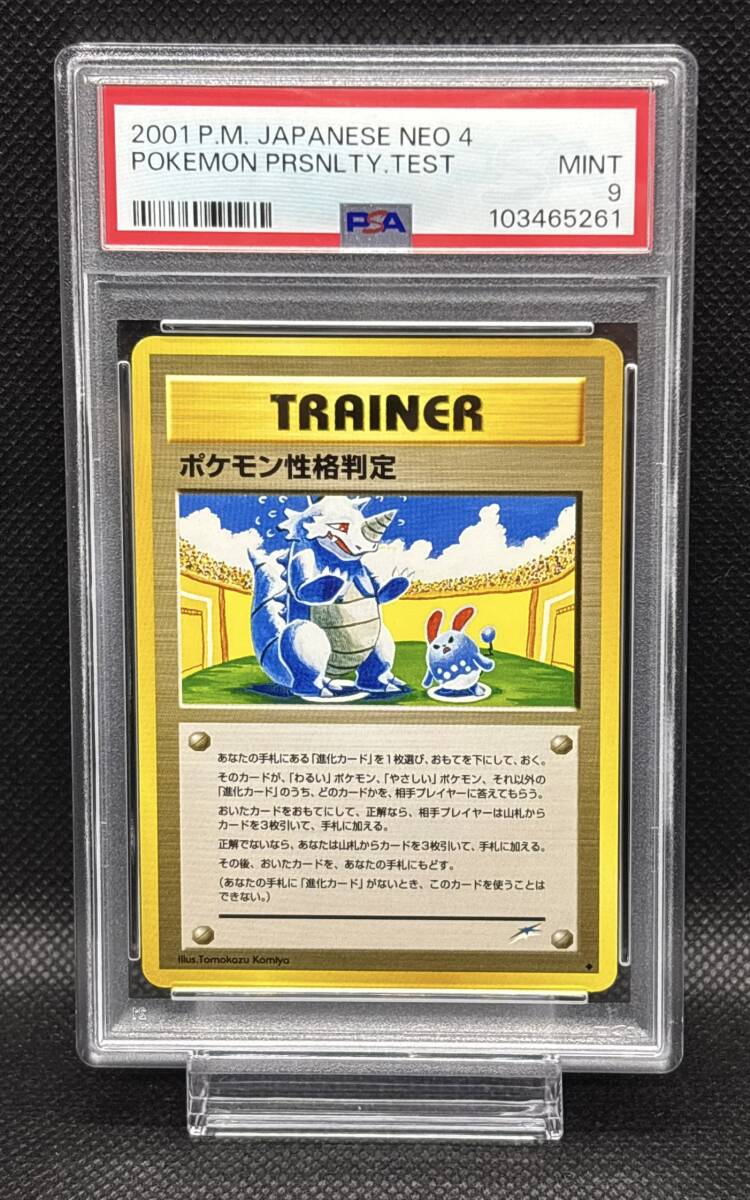 2001 P.M. JAPANESE NEO 4
POKEMON PRSNLTY.TEST MINT
9
PSA 103465261
TRAINER
ポケモン性格判定
あなたの手札にある「進化カード」を1枚選び、おもてを下にして、おく。
そのカードが、「わるい」ポケモン、「やさしい」ポケモン、それ以外の
「進化カード」のうち、どのカードかを、相手プレイヤーに答えてもらう。
おいたカードをおもてにして、正解なら、相手プレイヤーは山札から
カードを3枚引いて、手札に加える。
正解でないなら、あなたは山札からカードを3枚引いて、手札に加える。
その後、おいたカードを、あなたの手札にもどす。
(あなたの手札に「進化カード」がないとき、このカードを使うことは
できない。)
Illus.Tomokazu Komiya